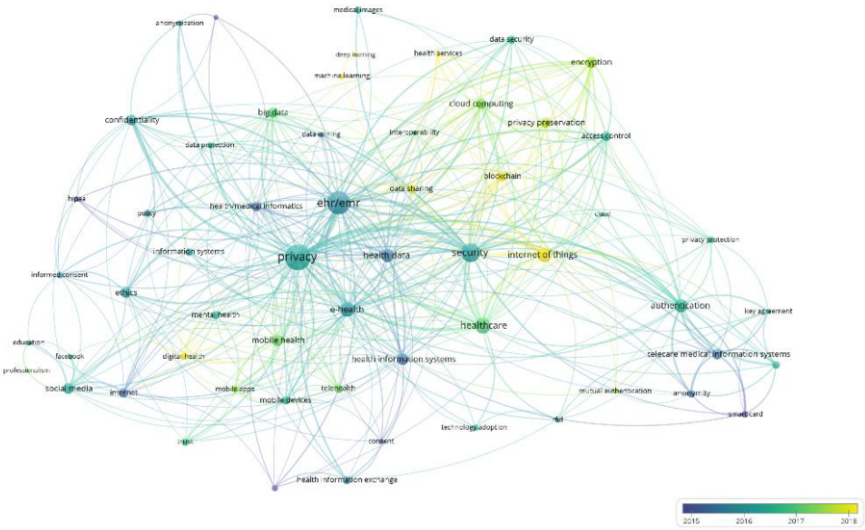 medical images
anonymization
data security
deep learning
health services
encryption
machine learning
cloud computing
big data
confidentiality
privacy preservation
data mining
interoperability
access control
data protection
blockchain
data sharing
hipaa
ehr/emr
health/medical informatics
policy
cloud
privacy protection
information systems
privacy
health data
security
internet of things
informed consent
ethics
authentication
e-health
key agreement
mental health
healthcare
mobile health
education
facebook
digital health
health information systems
telecare medical information systems
professionalism
social media
internet
mobile apps
telehealth
mutual authentication
anonymity
mobile devices
smart card
rfid
technology adoption
trust
consent
health information exchange
2015 2016 2017 2018